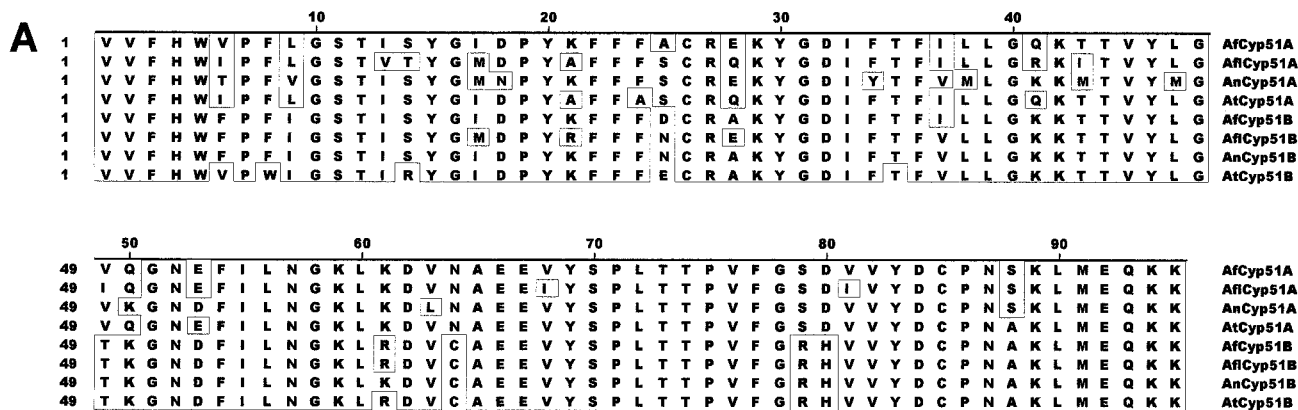 A
10 20 30 40
1 V V F H W V P F L G S T I S Y G I D P Y K F F F A C R E K Y G D I F T F I L L G Q K T T V Y L G AfCyp51A
1 V V F H W I P F L G S T V T Y G M D P Y A F F F S C R Q K Y G D I F T F I L L G R K I T V Y L G AflCyp51A
1 V V F H W T P F V G S T I S Y G M N P Y K F F F S C R E K Y G D I Y T F V M L G K K M T V Y M G AnCyp51A
1 V V F H W I P F L G S T I S Y G I D P Y A F F A S C R Q K Y G D I F T F I L L G Q K T T V Y L G AtCyp51A
1 V V F H W F P F I G S T I S Y G I D P Y K F F F D C R A K Y G D I F T F I L L G K K T T V Y L G AfCyp51B
1 V V F H W F P F I G S T I S Y G M D P Y R F F F N C R E K Y G D I F T F V L L G K K T T V Y L G AflCyp51B
1 V V F H W F P F I G S T I S Y G I D P Y K F F F N C R A K Y G D I F T F V L L G K K T T V Y L G AnCyp51B
1 V V F H W V P W I G S T I R Y G I D P Y K F F F E C R A K Y G D I F T F V L L G K K T T V Y L G AtCyp51B
50 60 70 80 90
49 V Q G N E F I L N G K L K D V N A E E V Y S P L T T P V F G S D V V Y D C P N S K L M E Q K K AfCyp51A
49 I Q G N E F I L N G K L K D V N A E E I Y S P L T T P V F G S D I V Y D C P N S K L M E Q K K AflCyp51A
49 V K G N D F I L N G K L K D L N A E E V Y S P L T T P V F G S D V V Y D C P N S K L M E Q K K AnCyp51A
49 V Q G N E F I L N G K L K D V N A E E V Y S P L T T P V F G S D V V Y D C P N A K L M E Q K K AtCyp51A
49 T K G N D F I L N G K L R D V C A E E V Y S P L T T P V F G R H V V Y D C P N A K L M E Q K K AfCyp51B
49 T K G N D F I L N G K L R D V C A E E V Y S P L T T P V F G R H V V Y D C P N A K L M E Q K K AflCyp51B
49 T K G N D F I L N G K L K D V C A E E V Y S P L T T P V F G R H V V Y D C P N A K L M E Q K K AnCyp51B
49 T K G N D F I L N G K L R D V C A E E V Y S P L T T P V F G R H V V Y D C P N A K L M E Q K K AtCyp51B